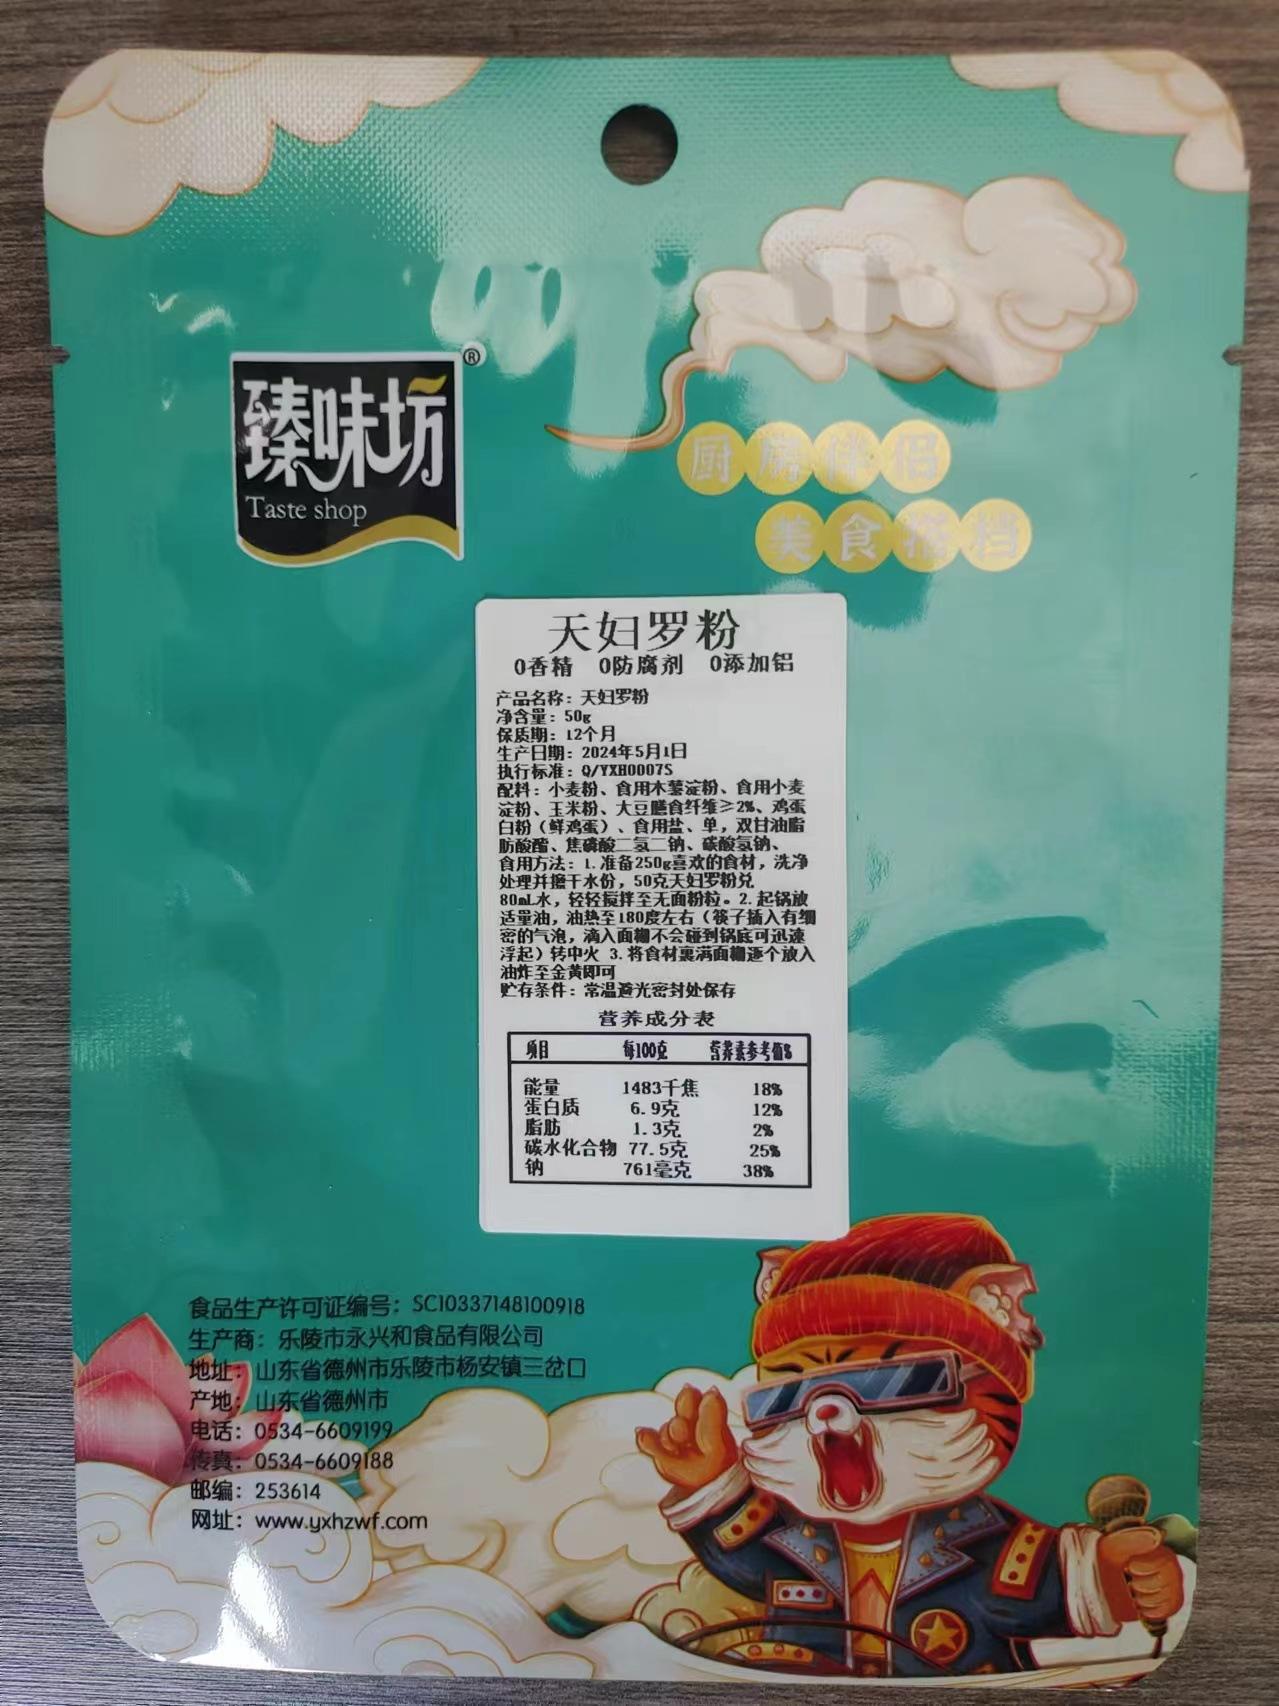 臻味坊®
Taste shop
厨房伴侣
美食搭档
天妇罗粉
0香精 0防腐剂 0添加铝
产品名称：天妇罗粉
净含量：50g
保质期：12个月
生产日期：2024年5月1日
执行标准：Q/YXH0007S
配料：小麦粉、食用木薯淀粉、食用小麦
淀粉、玉米粉、大豆膳食纤维≥2%、鸡蛋
白粉（鲜鸡蛋）、食用盐、单，双甘油脂
肪酸酯、焦磷酸二氢二钠、碳酸氢钠、
食用方法：1.准备250g喜欢的食材，洗净
处理并擦干水份，50克天妇罗粉兑
80mL水，轻轻搅拌至无面粉粒。2.起锅放
适量油，油热至180度左右（筷子插入有细
密的气泡，滴入面糊不会碰到锅底可迅速
浮起）转中火 3.将食材裹满面糊逐个放入
油炸至金黄即可
贮存条件：常温避光密封处保存
营养成分表
项目 每100克 营养素参考值%
能量 1483千焦 18%
蛋白质 6.9克 12%
脂肪 1.3克 2%
碳水化合物 77.5克 25%
钠 761毫克 38%
食品生产许可证编号：SC10337148100918
生产商：乐陵市永兴和食品有限公司
地址：山东省德州市乐陵市杨安镇三岔口
产地：山东省德州市
电话：0534-6609199
传真：0534-6609188
邮编：253614
网址：www.yxhzwf.com